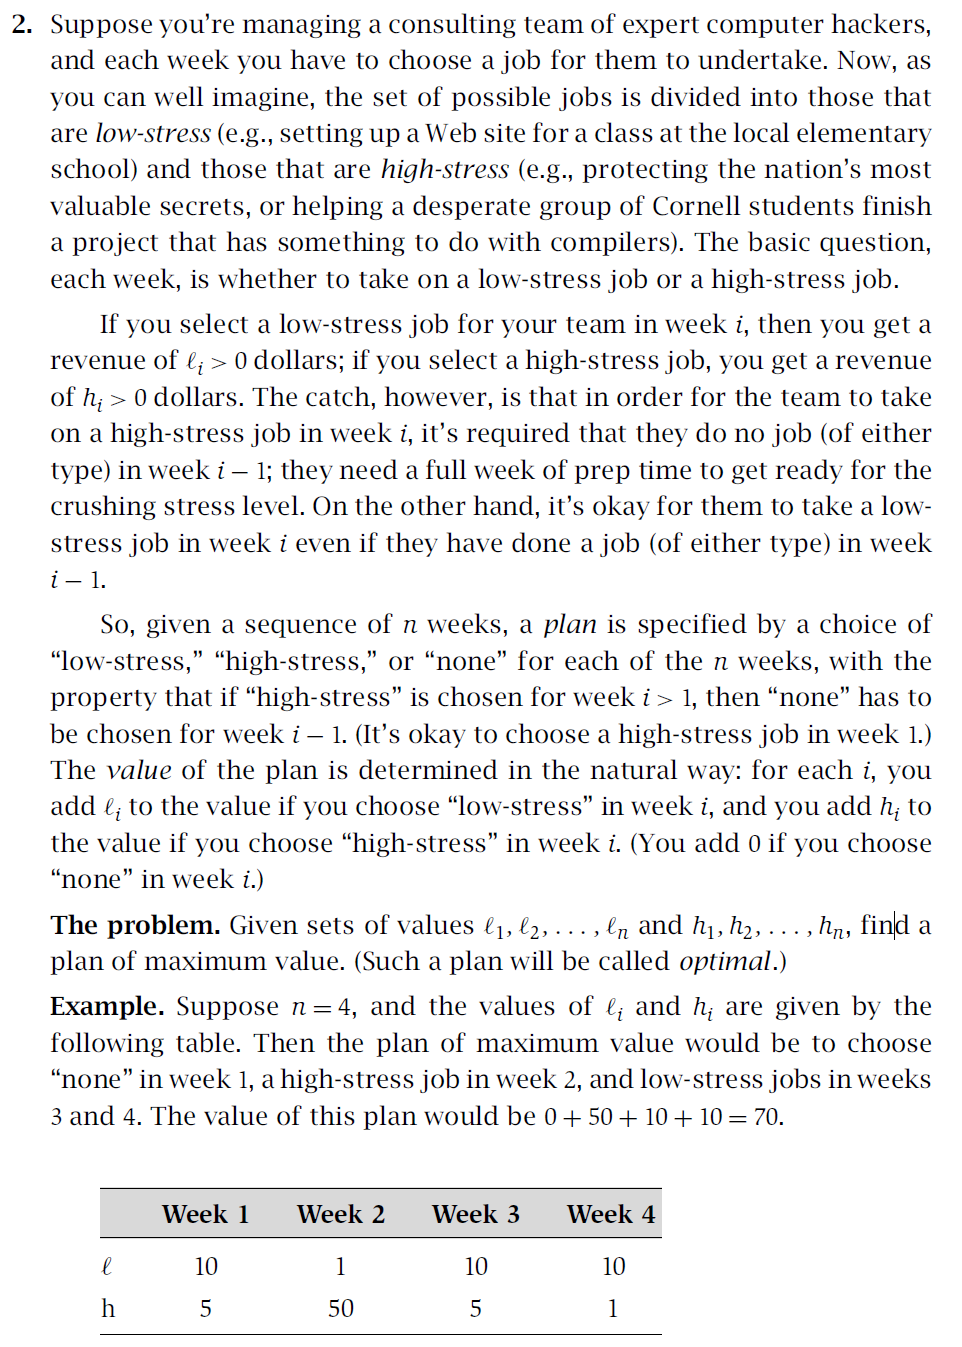 2. Suppose you’re managing a consulting team of expert computer hackers,
and each week you have to choose a job for them to undertake. Now, as
you can well imagine, the set of possible jobs is divided into those that
are low-stress (e.g., setting up a Web site for a class at the local elementary
school) and those that are high-stress (e.g., protecting the nation’s most
valuable secrets, or helping a desperate group of Cornell students finish
a project that has something to do with compilers). The basic question,
each week, is whether to take on a low-stress job or a high-stress job.
If you select a low-stress job for your team in week i, then you get a
revenue of ℓᵢ > 0 dollars; if you select a high-stress job, you get a revenue
of hᵢ > 0 dollars. The catch, however, is that in order for the team to take
on a high-stress job in week i, it’s required that they do no job (of either
type) in week i – 1; they need a full week of prep time to get ready for the
crushing stress level. On the other hand, it’s okay for them to take a low-
stress job in week i even if they have done a job (of either type) in week
i – 1.
So, given a sequence of n weeks, a plan is specified by a choice of
“low-stress,” “high-stress,” or “none” for each of the n weeks, with the
property that if “high-stress” is chosen for week i > 1, then “none” has to
be chosen for week i – 1. (It’s okay to choose a high-stress job in week 1.)
The value of the plan is determined in the natural way: for each i, you
add ℓᵢ to the value if you choose “low-stress” in week i, and you add hᵢ to
the value if you choose “high-stress” in week i. (You add 0 if you choose
“none” in week i.)
The problem. Given sets of values ℓ₁, ℓ₂, . . . , ℓₙ and h₁, h₂, . . . , hₙ, find a
plan of maximum value. (Such a plan will be called optimal.)
Example. Suppose n = 4, and the values of ℓᵢ and hᵢ are given by the
following table. Then the plan of maximum value would be to choose
“none” in week 1, a high-stress job in week 2, and low-stress jobs in weeks
3 and 4. The value of this plan would be 0 + 50 + 10 + 10 = 70.
Week 1 Week 2 Week 3 Week 4
ℓ 10 1 10 10
h 5 50 5 1